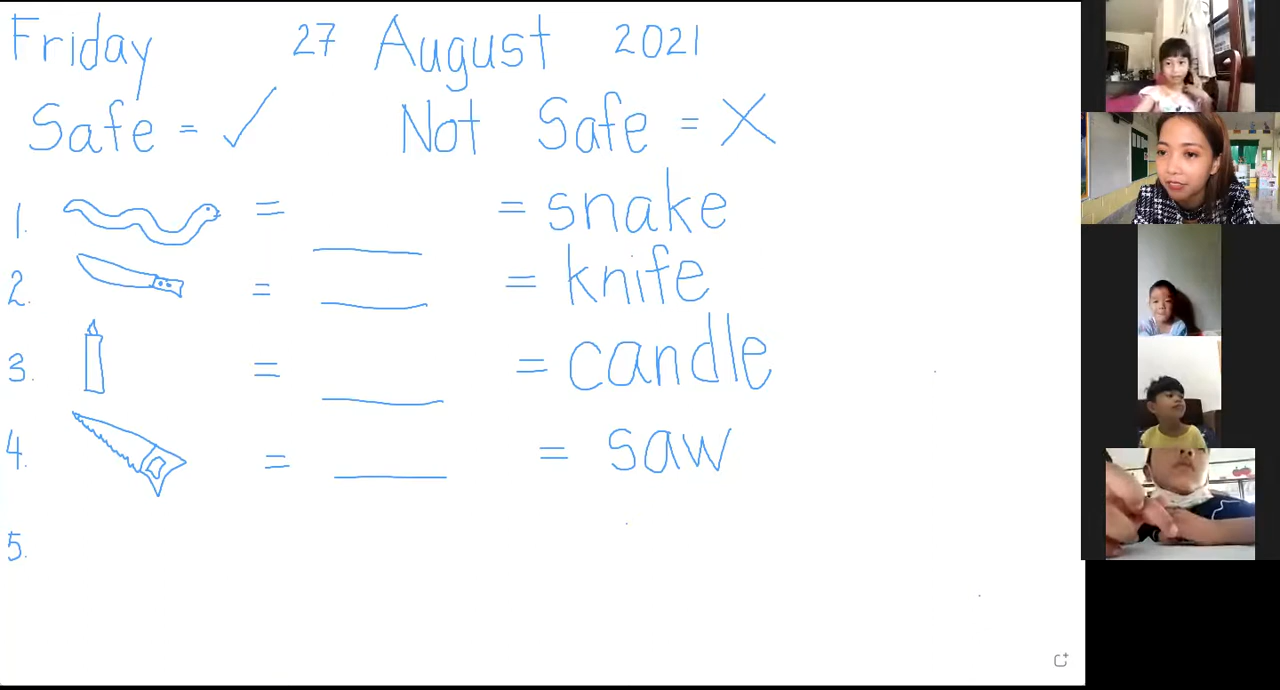 Friday 27 August 2021
Safe = ✓ Not Safe = X
1. = = snake
2. = = knife
3. = = candle
4. = = saw
5.